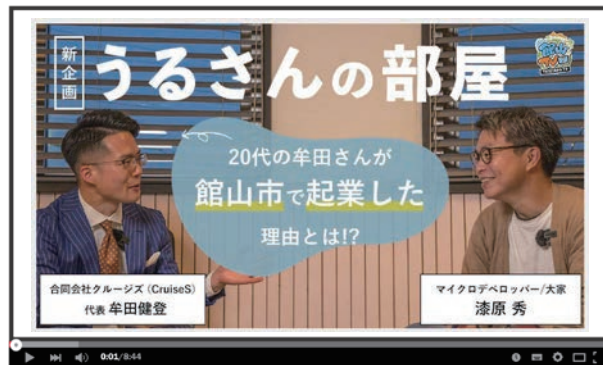 新企画
うるさんの部屋
20代の牟田さんが
館山市で起業した
理由とは!?
合同会社クルージズ(CruiseS)
代表 牟田健登
マイクロデベロッパー/大家
漆原 秀
0:01/8:44